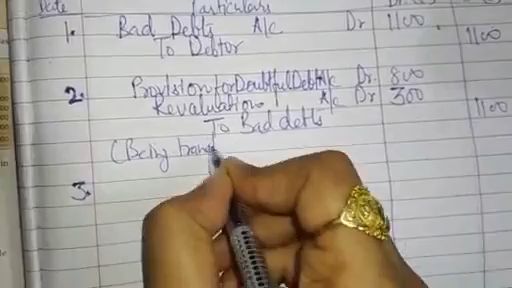 Date Particulars
1. Bad Debts A/c Dr 1100
To Debtor 1100
2. Provision for Doubtful Debt A/c Dr. 800
Revaluation A/c Dr 300
To Bad debts 1100
(Being
3.